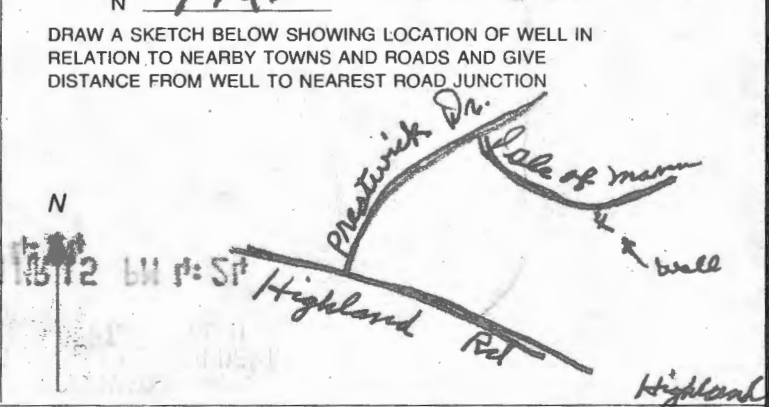 N
DRAW A SKETCH BELOW SHOWING LOCATION OF WELL IN
RELATION TO NEARBY TOWNS AND ROADS AND GIVE
DISTANCE FROM WELL TO NEAREST ROAD JUNCTION
Prestwick Dr.
Isle of Mann
N
well
Highland Rd
Highland